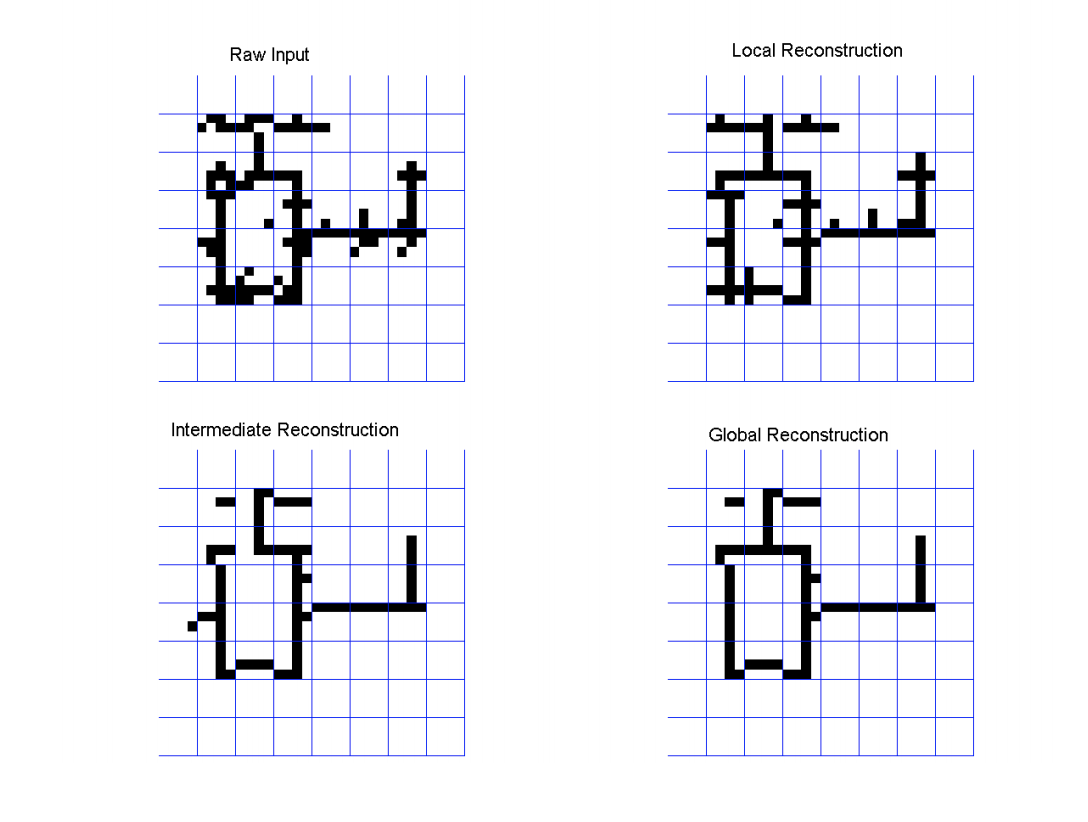 Raw Input
Local Reconstruction
Intermediate Reconstruction
Global Reconstruction